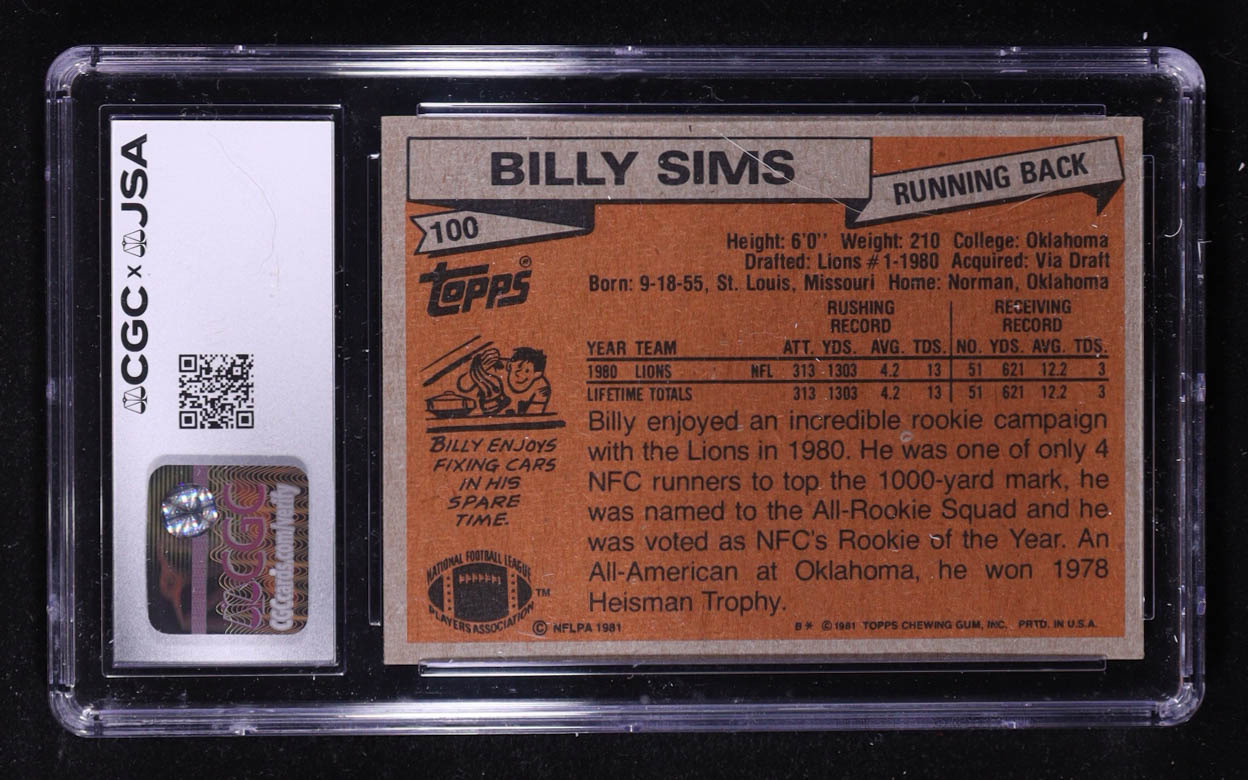 CGC x JSA
CGC
CGCcards.com/verify
BILLY SIMS
RUNNING BACK
100
TOPPS®
Height: 6'0'' Weight: 210 College: Oklahoma
Drafted: Lions #1-1980 Acquired: Via Draft
Born: 9-18-55, St. Louis, Missouri Home: Norman, Oklahoma
RUSHING RECEIVING
RECORD RECORD
YEAR TEAM ATT. YDS. AVG. TDS. NO. YDS. AVG. TDS.
1980 LIONS NFL 313 1303 4.2 13 51 621 12.2 3
LIFETIME TOTALS 313 1303 4.2 13 51 621 12.2 3
BILLY ENJOYS
FIXING CARS
IN HIS
SPARE
TIME.
Billy enjoyed an incredible rookie campaign
with the Lions in 1980. He was one of only 4
NFC runners to top the 1000-yard mark, he
was named to the All-Rookie Squad and he
was voted as NFC's Rookie of the Year. An
All-American at Oklahoma, he won 1978
Heisman Trophy.
NATIONAL FOOTBALL LEAGUE
PLAYERS ASSOCIATION
TM
© NFLPA 1981
B* © 1981 TOPPS CHEWING GUM, INC. PRTD. IN U.S.A.